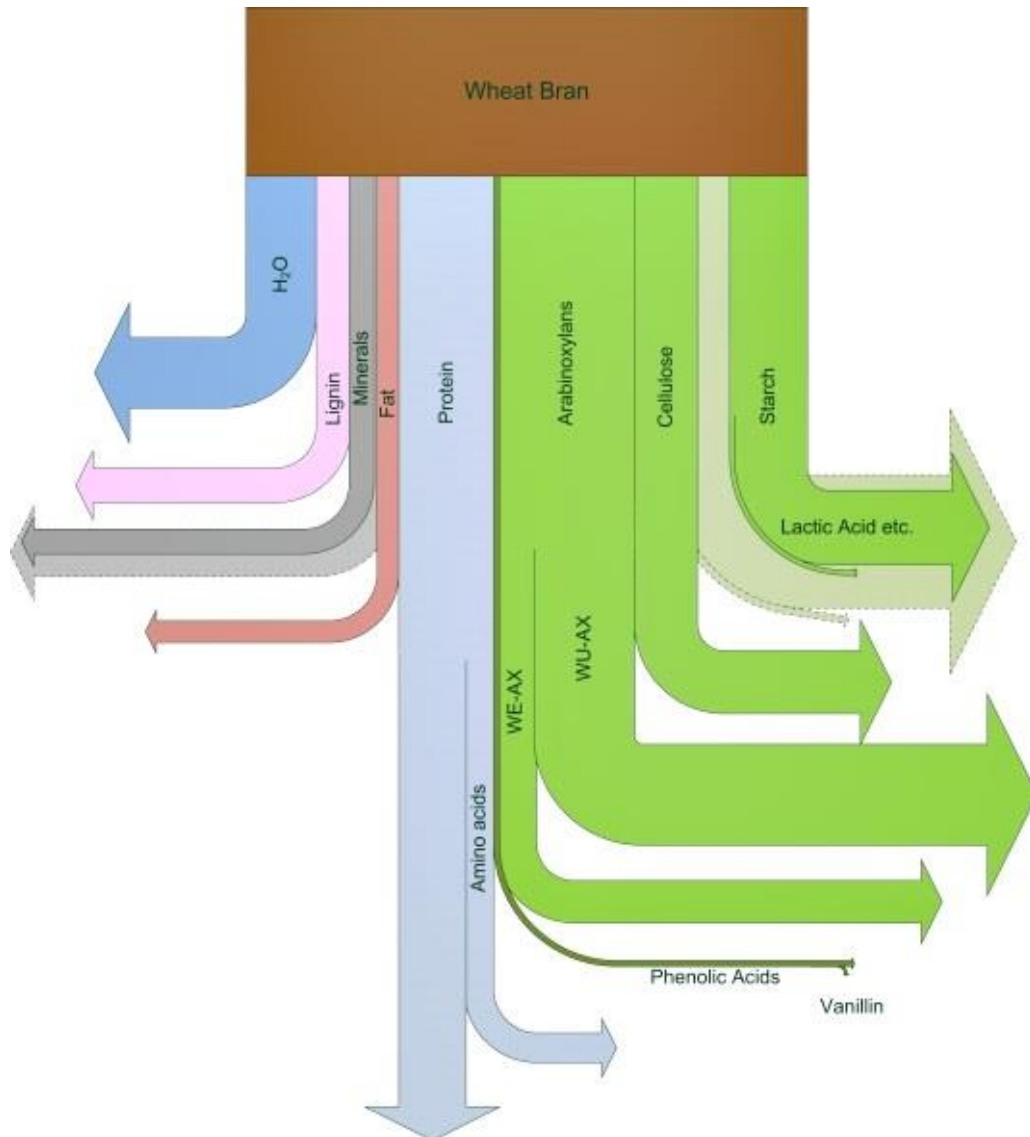 Wheat Bran
H₂O
Lignin
Minerals
Fat
Protein
Arabinoxylans
Cellulose
Starch
Lactic Acid etc.
WE-AX
WU-AX
Amino acids
Phenolic Acids
Vanillin